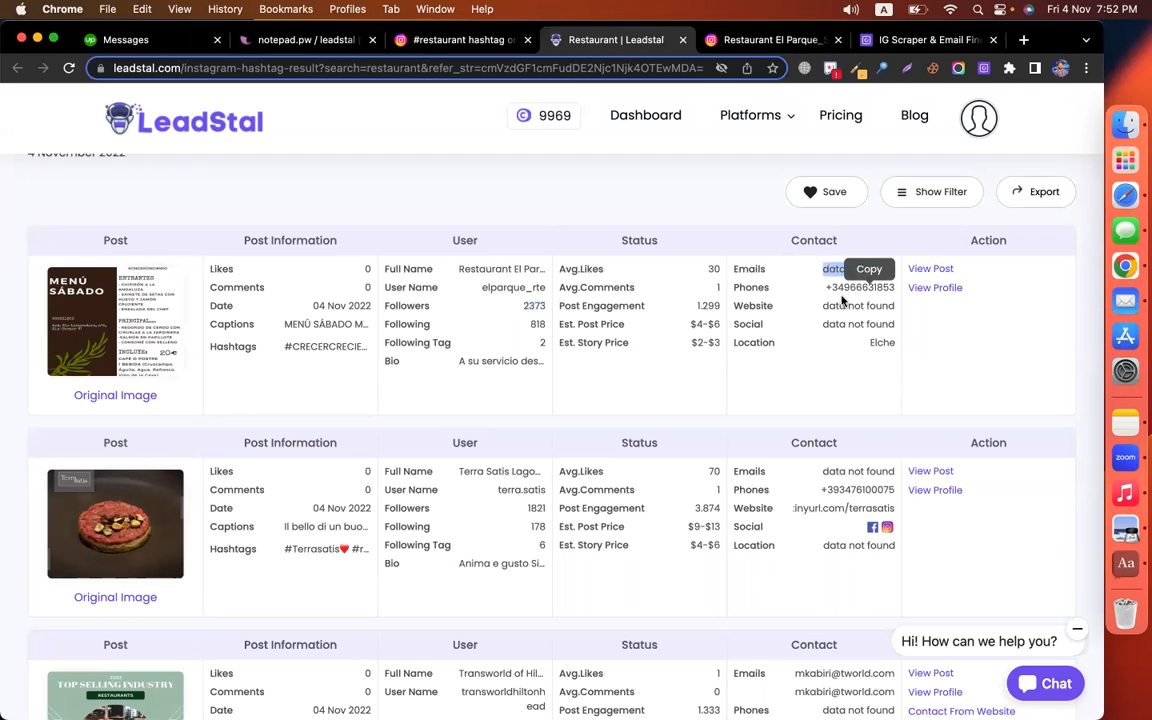 Chrome File Edit View History Bookmarks Profiles Tab Window Help A Fri 4 Nov 7:52 PM
up Messages notepad.pw / leadstal #restaurant hashtag o Restaurant | Leadstal Restaurant El Parque_S IG Scraper & Email Fin
leadstal.com/instagram-hashtag-result?search=restaurant&refer_str=cmVzdGF1cmFudDE2Njc1Njk4OTEwMDA=
LeadStal 9969 Dashboard Platforms Pricing Blog
4 November 2022
Save Show Filter Export
Post Post Information User Status Contact Action
MENÚ
SÁBADO
ENTRANTES
PRINCIPAL...
INCLUYE:
20€
Original Image
Likes 0
Comments 0
Date 04 Nov 2022
Captions MENÚ SÁBADO M...
Hashtags #CRECERCRECIE...
Full Name Restaurant El Par...
User Name elparque_rte
Followers 2373
Following 818
Following Tag 2
Bio A su servicio des...
Avg.Likes 30
Avg.Comments 1
Post Engagement 1.299
Est. Post Price $4-$6
Est. Story Price $2-$3
Emails data
Copy
Phones +34966631853
Website data not found
Social data not found
Location Elche
View Post
View Profile
Post Post Information User Status Contact Action
Terra
Satis
Original Image
Likes 0
Comments 0
Date 04 Nov 2022
Captions Il bello di un buo...
Hashtags #Terrasatis❤️ #r...
Full Name Terra Satis Lago...
User Name terra.satis
Followers 1821
Following 178
Following Tag 6
Bio Anima e gusto Si...
Avg.Likes 70
Avg.Comments 1
Post Engagement 3.874
Est. Post Price $9-$13
Est. Story Price $4-$6
Emails data not found
Phones +393476100075
Website :inyurl.com/terrasatis
Social
Location data not found
View Post
View Profile
Post Post Information User Status Contact
TOP SELLING INDUSTRY
RESTAURANTS
Likes 0
Comments 0
Date 04 Nov 2022
Full Name Transworld of Hil...
User Name transworldhiltonh
ead
Followers
Avg.Likes 1
Avg.Comments 0
Post Engagement 1.333
Emails mkabiri@tworld.com
mkabiri@tworld.com
Phones data not found
View Post
View Profile
Contact From Website
Hi! How can we help you?
Chat
zoom
Aa